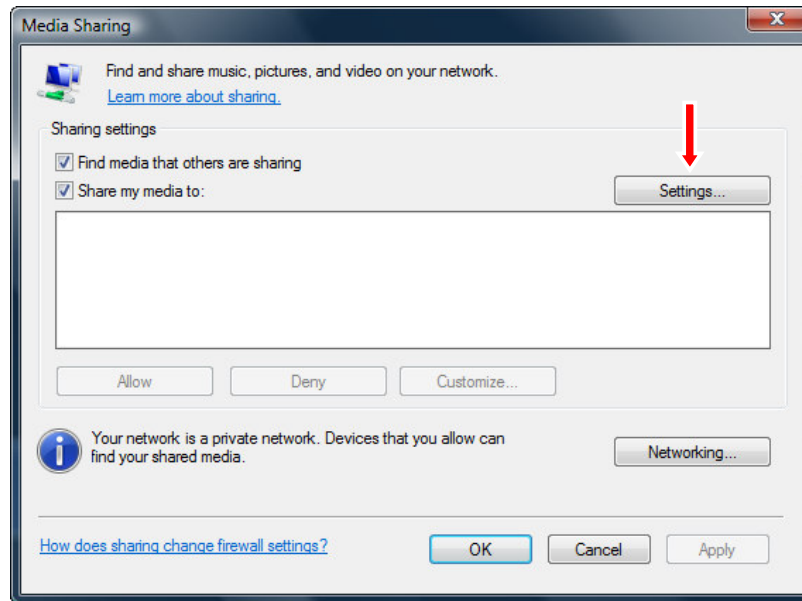 Media Sharing
Find and share music, pictures, and video on your network.
Learn more about sharing.
Sharing settings
Find media that others are sharing
Share my media to:
Settings...
Allow
Deny
Customize...
Your network is a private network. Devices that you allow can
find your shared media.
Networking...
How does sharing change firewall settings?
OK
Cancel
Apply